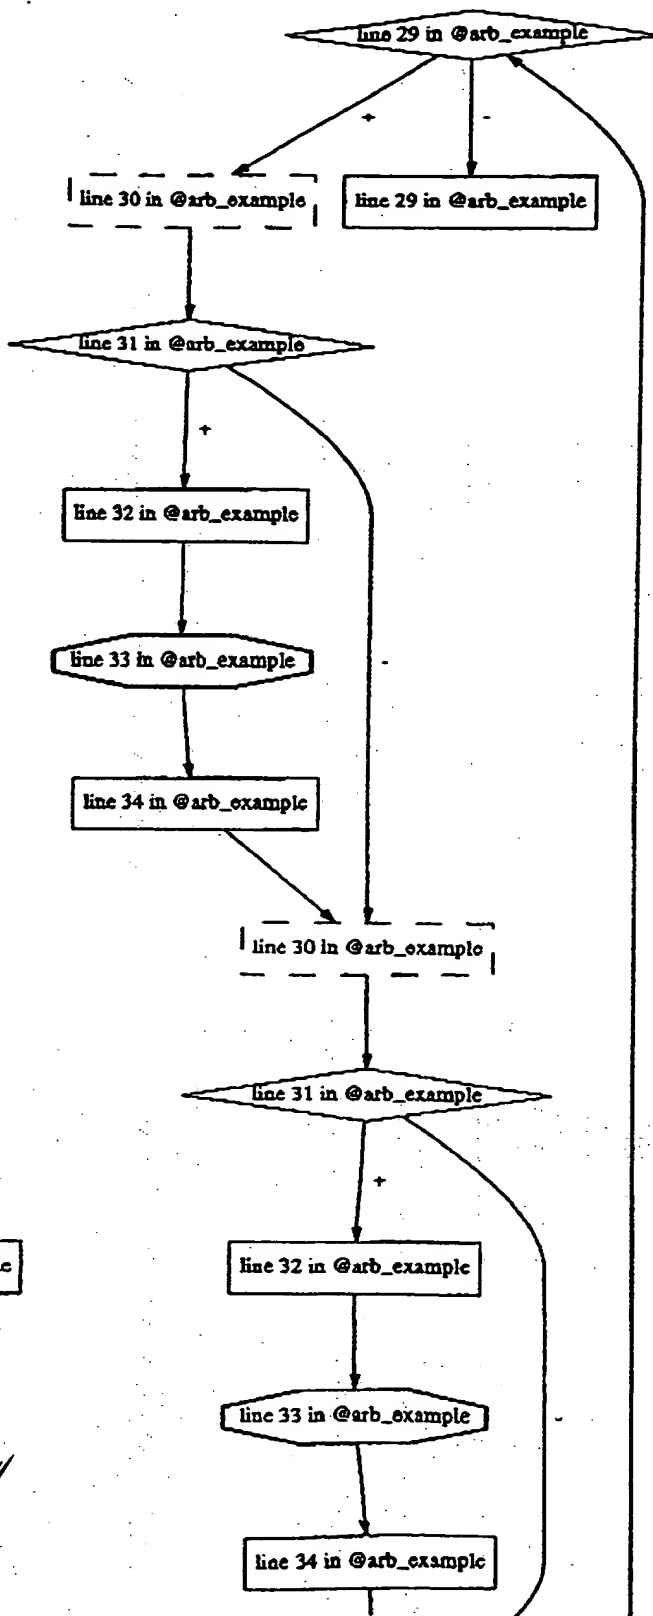 line 29 in @arb_example
+
-
line 30 in @arb_example
line 29 in @arb_example
line 31 in @arb_example
+
line 32 in @arb_example
line 33 in @arb_example
-
line 34 in @arb_example
line 30 in @arb_example
line 31 in @arb_example
+
line 32 in @arb_example
line 33 in @arb_example
-
line 34 in @arb_example